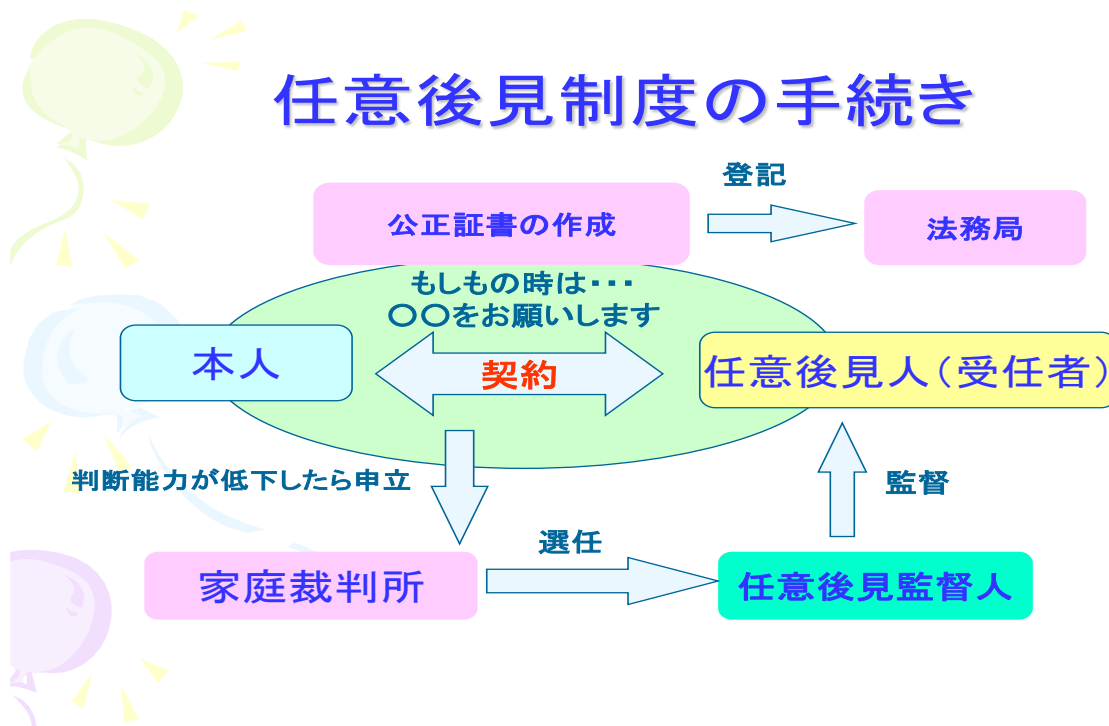 任意後見制度の手続き
登記
公正証書の作成
法務局
もしもの時は・・・
〇〇をお願いします
本人
契約
任意後見人(受任者)
判断能力が低下したら申立
監督
選任
家庭裁判所
任意後見監督人